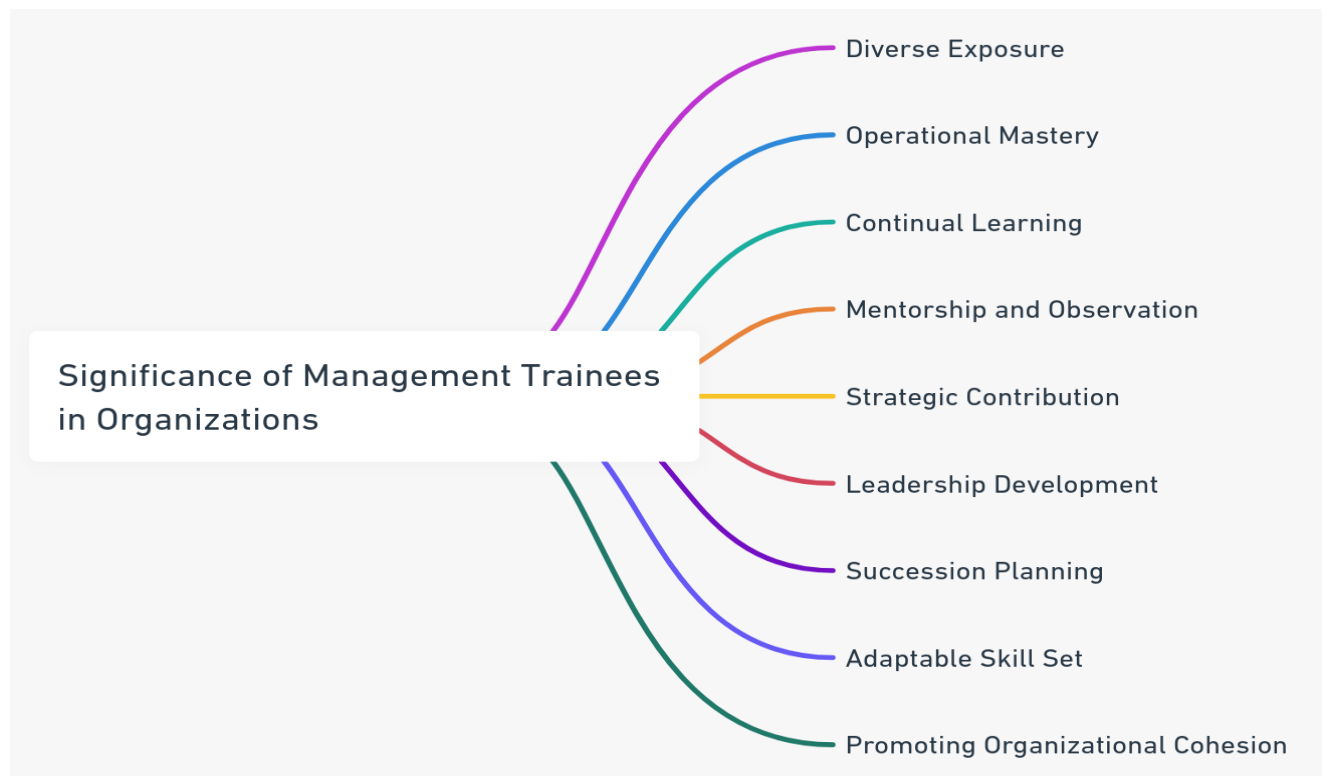 Significance of Management Trainees
in Organizations
Diverse Exposure
Operational Mastery
Continual Learning
Mentorship and Observation
Strategic Contribution
Leadership Development
Succession Planning
Adaptable Skill Set
Promoting Organizational Cohesion